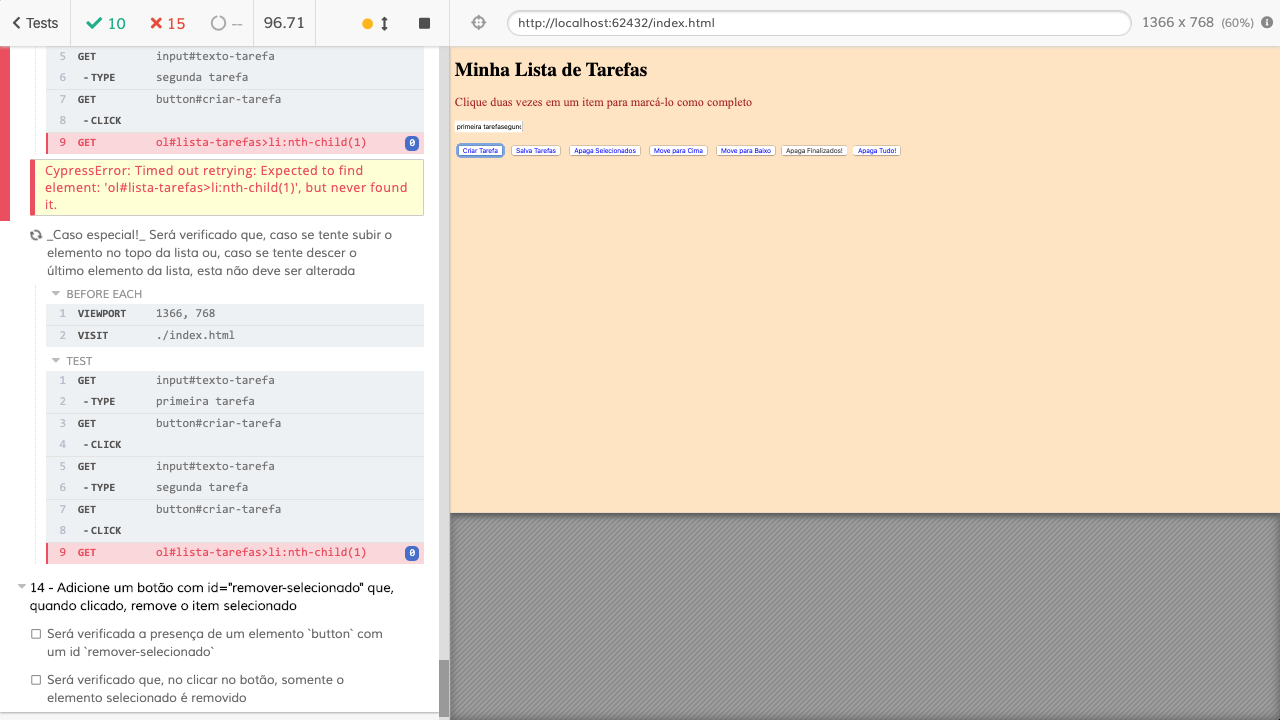 Tests
10
15
--
96.71
http://localhost:62432/index.html
1366 x 768 (60%)
5 GET input#texto-tarefa
6 -TYPE segunda tarefa
7 GET button#criar-tarefa
8 -CLICK
9 GET ol#lista-tarefas>li:nth-child(1) 0
CypressError: Timed out retrying: Expected to find
element: 'ol#lista-tarefas>li:nth-child(1)', but never found
it.
_Caso especial!_ Será verificado que, caso se tente subir o
elemento no topo da lista ou, caso se tente descer o
último elemento da lista, esta não deve ser alterada
BEFORE EACH
1 VIEWPORT 1366, 768
2 VISIT ./index.html
TEST
1 GET input#texto-tarefa
2 -TYPE primeira tarefa
3 GET button#criar-tarefa
4 -CLICK
5 GET input#texto-tarefa
6 -TYPE segunda tarefa
7 GET button#criar-tarefa
8 -CLICK
9 GET ol#lista-tarefas>li:nth-child(1) 0
14 - Adicione um botão com id="remover-selecionado" que,
quando clicado, remove o item selecionado
Será verificada a presença de um elemento `button` com
um id `remover-selecionado`
Será verificado que, no clicar no botão, somente o
elemento selecionado é removido
Minha Lista de Tarefas
Clique duas vezes em um item para marcá-lo como completo
primeira tarefasegund
Criar Tarefa Salva Tarefas Apaga Selecionados Move para Cima Move para Baixo Apaga Finalizados! Apaga Tudo!